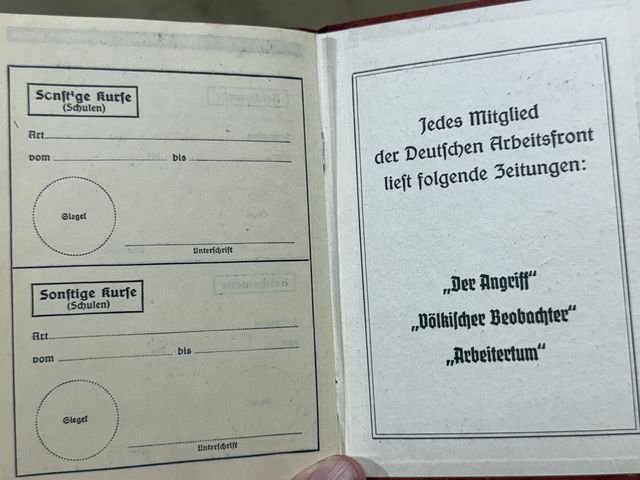 Sonſtige Kurſe
(Schulen)
Art
vom bis
Siegel
Unterſchrift
Sonſtige Kurſe
(Schulen)
Art
vom bis
Siegel
Unterſchrift
Jedes Mitglied
der Deutſchen Arbeitsfront
lieſt folgende Zeitungen:
„Der Angriff“
„Völkiſcher Beobachter“
„Arbeitertum“